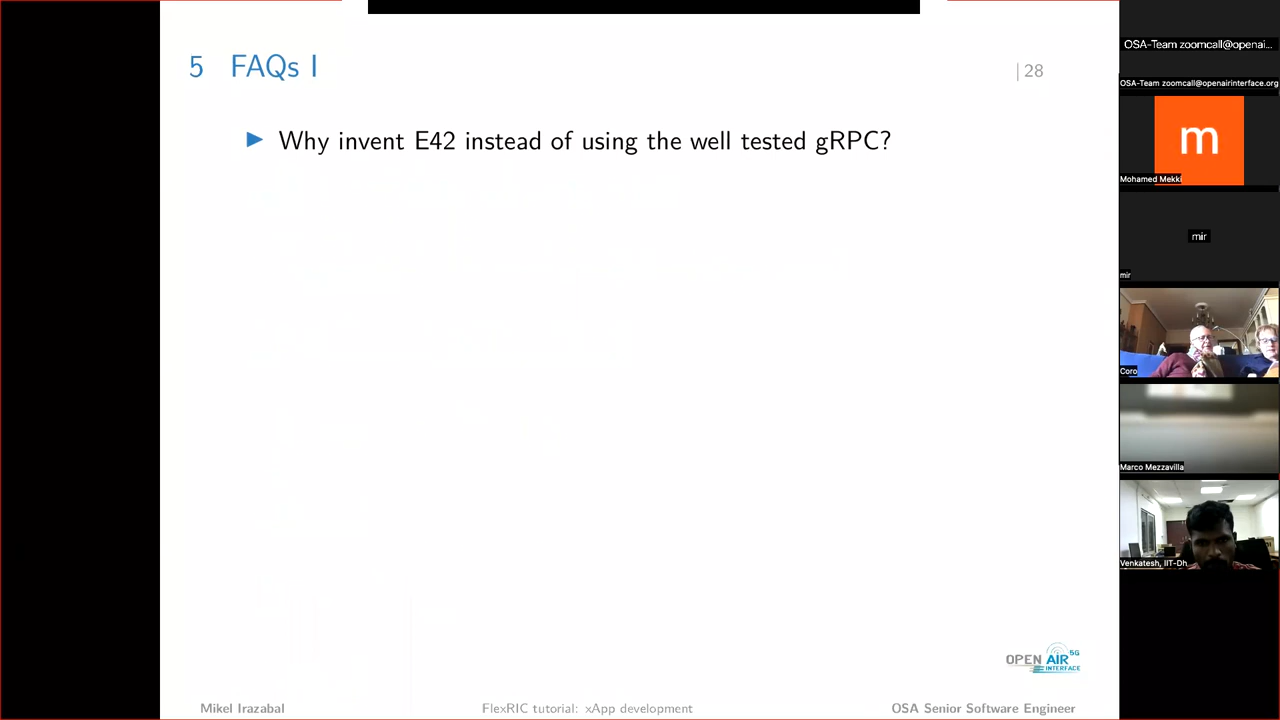 5 FAQs I
| 28
Why invent E42 instead of using the well tested gRPC?
OPEN AIR 5G
INTERFACE
Mikel Irazabal
FlexRIC tutorial: xApp development
OSA Senior Software Engineer
OSA-Team zoomcall@openai...
OSA-Team zoomcall@openairinterface.org
m
Mohamed Mekki
mir
mir
Coro
Marco Mezzavilla
Venkatesh, IIT-Dh